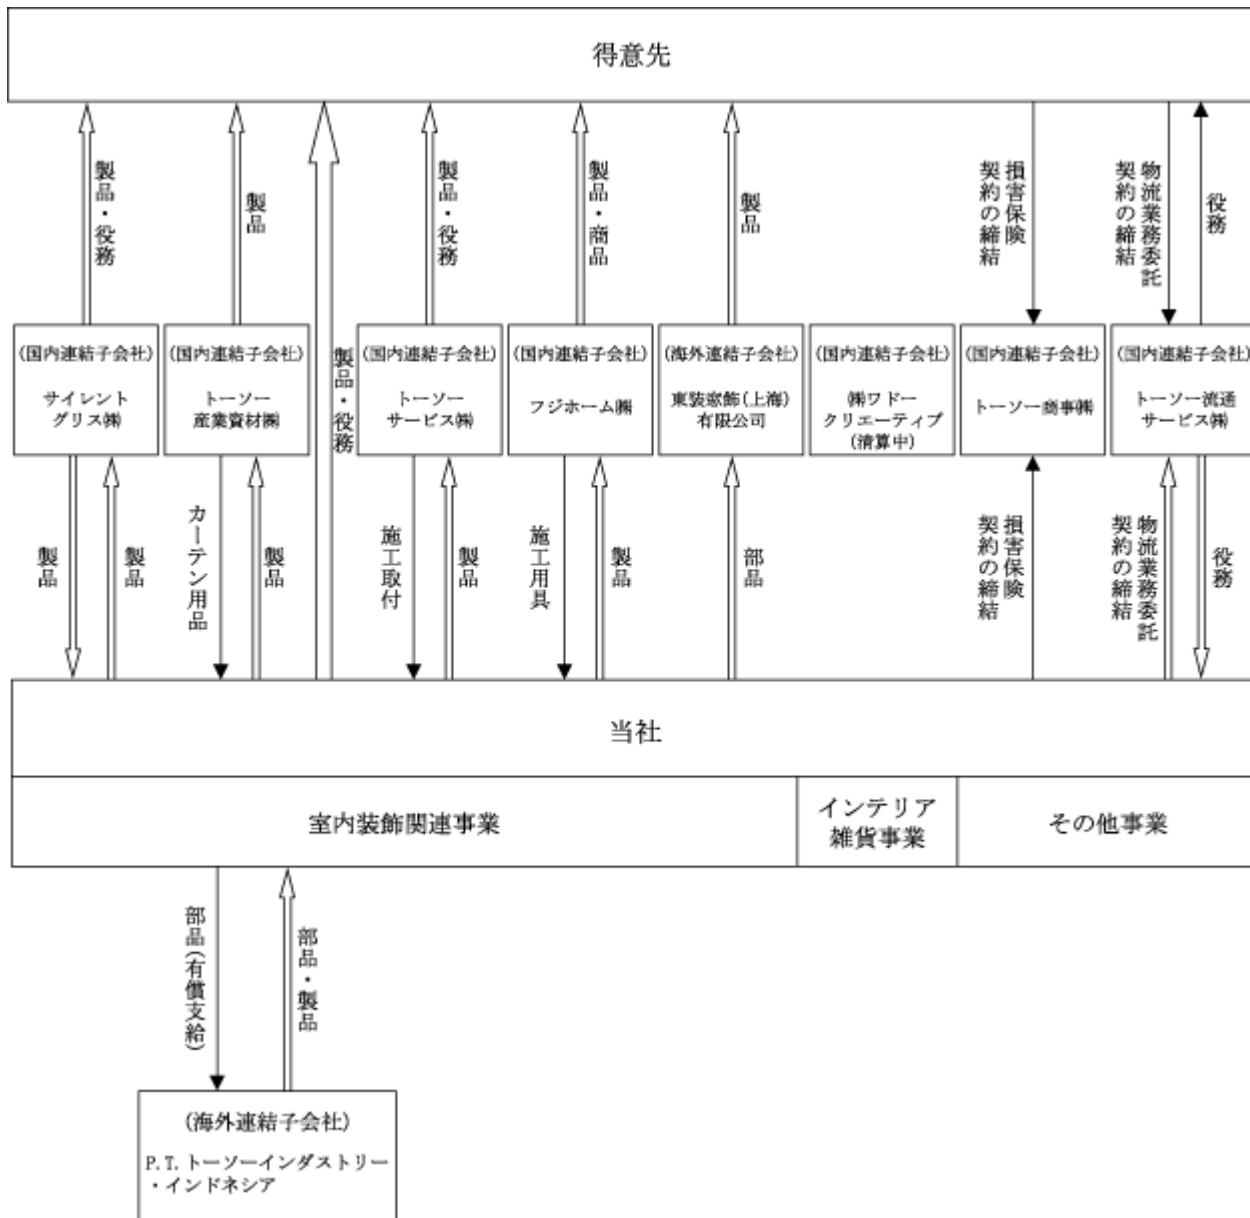 得意先
製品・役務
製品
製品・役務
製品・役務
製品・商品
製品
損害保険
契約の締結
物流業務委託
契約の締結
役務
(国内連結子会社)
サイレント
グリス㈱
(国内連結子会社)
トーソー
産業資材㈱
(国内連結子会社)
トーソー
サービス㈱
(国内連結子会社)
フジホーム㈱
(海外連結子会社)
東装窓飾(上海)
有限公司
(国内連結子会社)
㈱ワドー
クリエーティブ
(清算中)
(国内連結子会社)
トーソー商事㈱
(国内連結子会社)
トーソー流通
サービス㈱
製品
製品
カーテン用品
製品
施工取付
製品
施工用具
製品
部品
損害保険
契約の締結
物流業務委託
契約の締結
役務
当社
室内装飾関連事業
インテリア
雑貨事業
その他事業
部品(有償支給)
部品・製品
(海外連結子会社)
P.T.トーソーインダストリー
・インドネシア